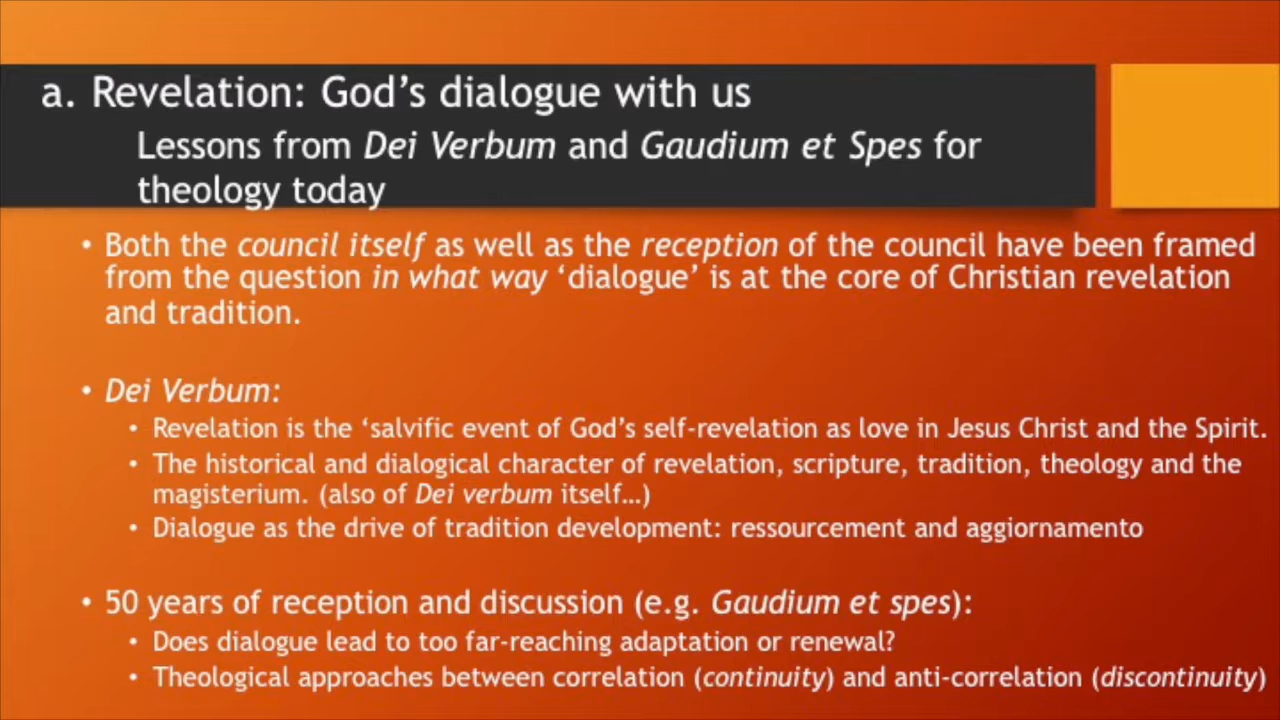 a. Revelation: God’s dialogue with us
Lessons from Dei Verbum and Gaudium et Spes for
theology today
• Both the council itself as well as the reception of the council have been framed
from the question in what way ‘dialogue’ is at the core of Christian revelation
and tradition.
• Dei Verbum:
• Revelation is the ‘salvific event of God’s self-revelation as love in Jesus Christ and the Spirit.
• The historical and dialogical character of revelation, scripture, tradition, theology and the
magisterium. (also of Dei verbum itself…)
• Dialogue as the drive of tradition development: ressourcement and aggiornamento
• 50 years of reception and discussion (e.g. Gaudium et spes):
• Does dialogue lead to too far-reaching adaptation or renewal?
• Theological approaches between correlation (continuity) and anti-correlation (discontinuity)